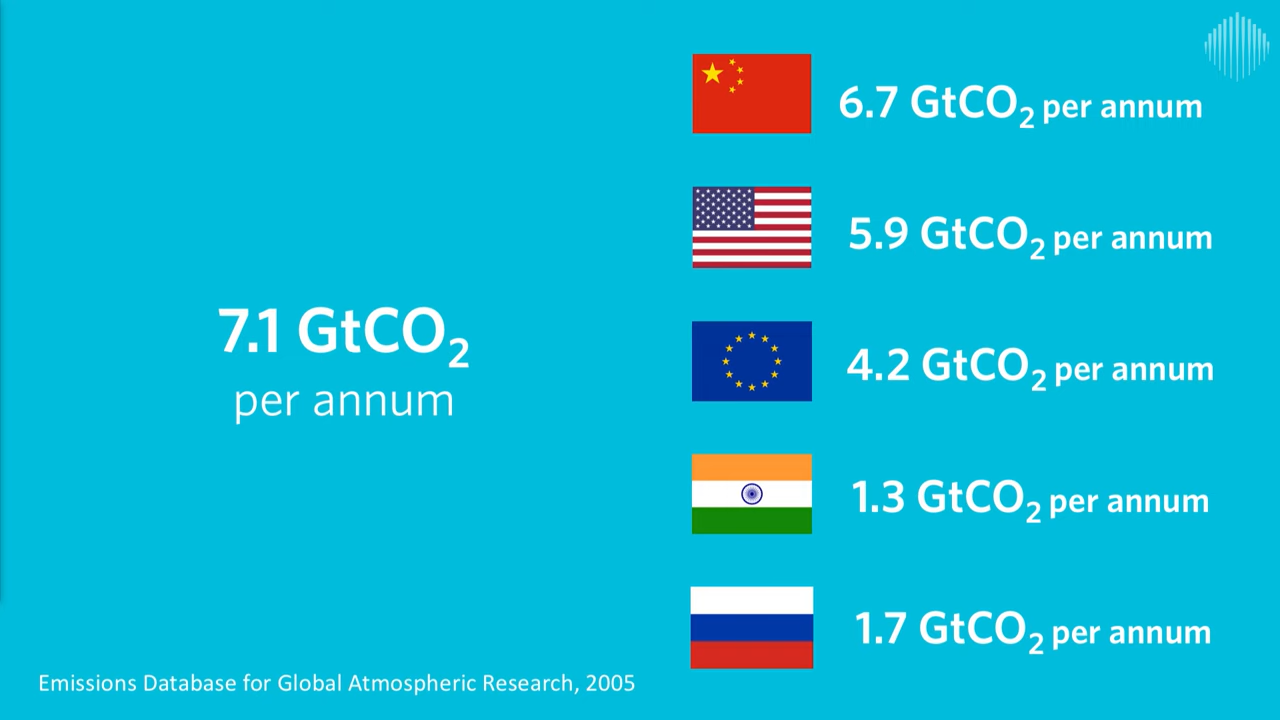 7.1 GtCO₂
per annum
6.7 GtCO₂ per annum
5.9 GtCO₂ per annum
4.2 GtCO₂ per annum
1.3 GtCO₂ per annum
1.7 GtCO₂ per annum
Emissions Database for Global Atmospheric Research, 2005